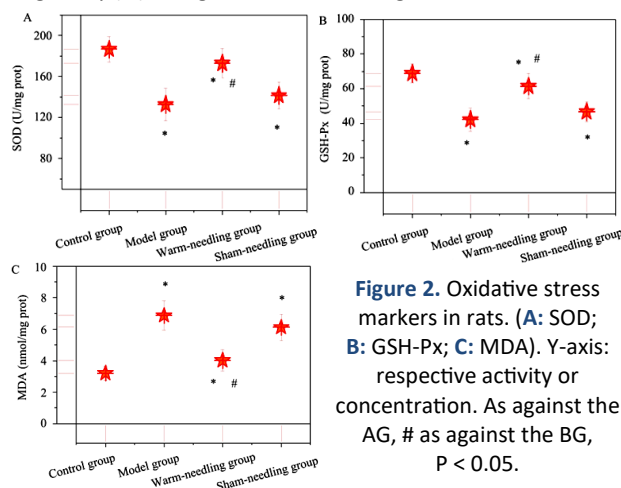 A
200
160
120
80
SOD (U/mg prot)
*
*
#
*
Control group
Model group
Warm-needling group
Sham-needling group
B
100
80
60
40
20
0
GSH-Px (U/mg prot)
*
*
#
*
Control group
Model group
Warm-needling group
Sham-needling group
C
10
8
6
4
2
0
MDA (nmol/mg prot)
*
*
#
*
Control group
Model group
Warm-needling group
Sham-needling group
Figure 2. Oxidative stress
markers in rats. (A: SOD;
B: GSH-Px; C: MDA). Y-axis:
respective activity or
concentration. As against the
AG, # as against the BG,
P < 0.05.